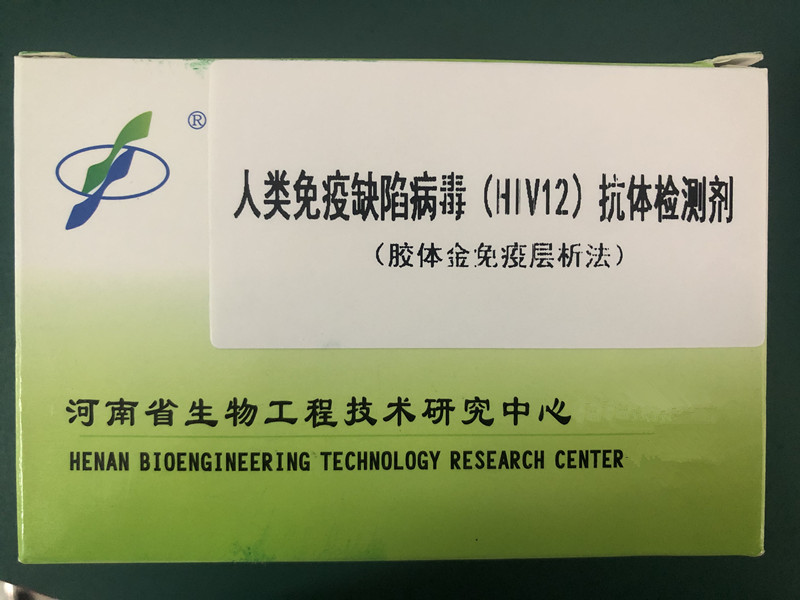 ®
人类免疫缺陷病毒（HIV12）抗体检测剂
（胶体金免疫层析法）
河南省生物工程技术研究中心
HENAN BIOENGINEERING TECHNOLOGY RESEARCH CENTER